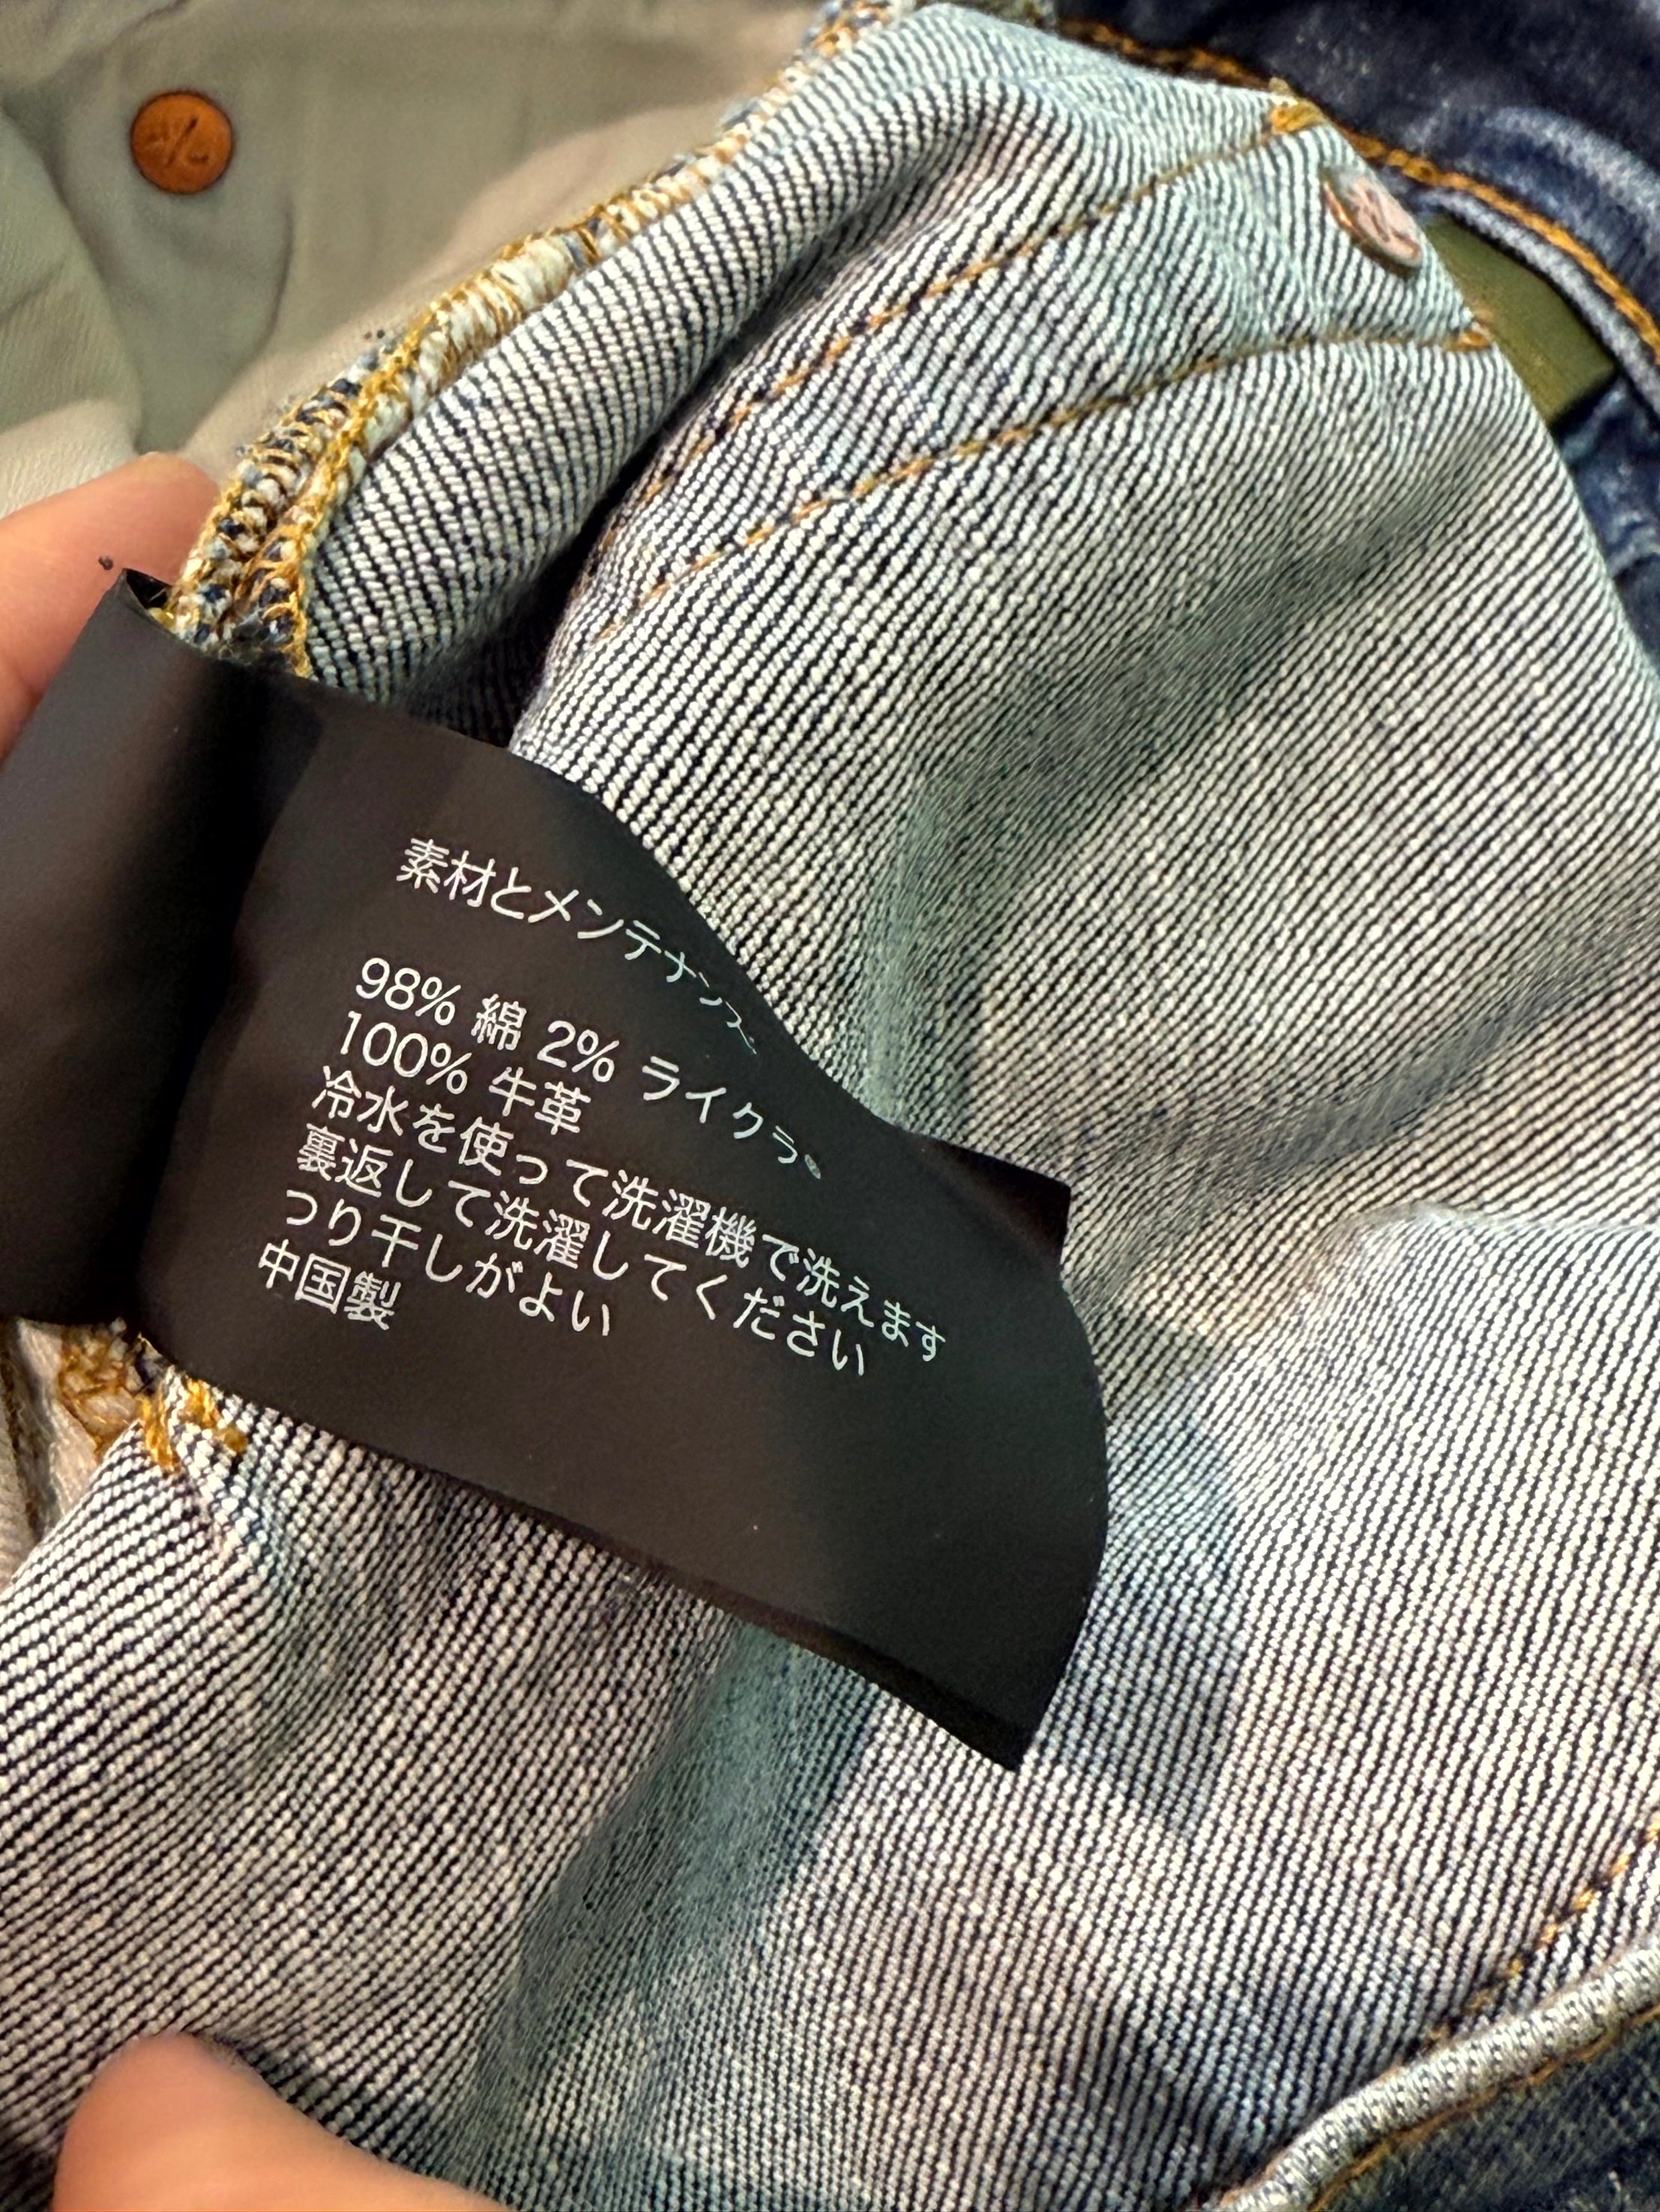 素材とメンテナンス
98% 綿 2% ライクラ®
100% 牛革
冷水を使って洗濯機で洗えます
裏返して洗濯してください
つり干しがよい
中国製